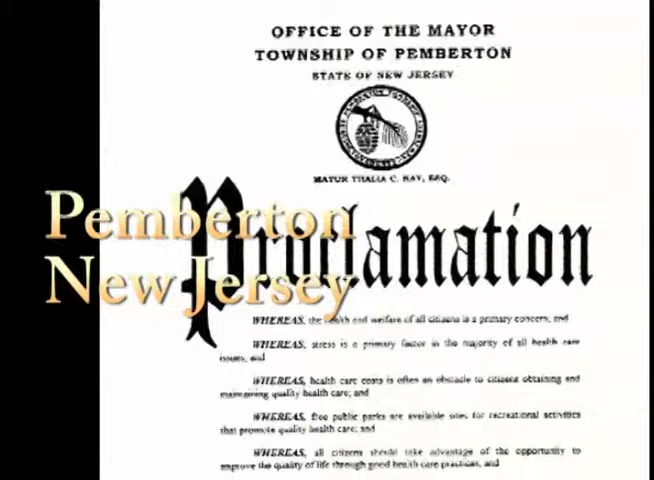 OFFICE OF THE MAYOR
TOWNSHIP OF PEMBERTON
STATE OF NEW JERSEY
MAYOR THALIA C. KAY, ESQ.
Proclamation
Pemberton
New Jersey
WHEREAS, the health and welfare of all citizens is a primary concern; and
WHEREAS, stress is a primary factor in the majority of all health care
issues, and
WHEREAS, health care costs is often an obstacle to citizens obtaining and
maintaining quality health care; and
WHEREAS, free public parks are available sites for recreational activities
that promote quality health care; and
WHEREAS, all citizens should take advantage of the opportunity to
improve the quality of life through good health care practices, and